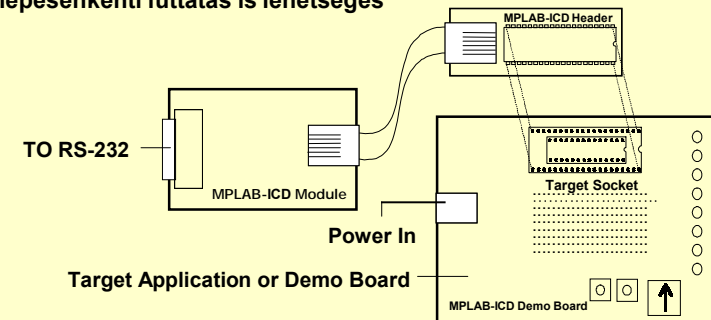 lépésenkénti futtatás is lehetséges
MPLAB-ICD Header
TO RS-232
MPLAB-ICD Module
Target Socket
Power In
Target Application or Demo Board
MPLAB-ICD Demo Board